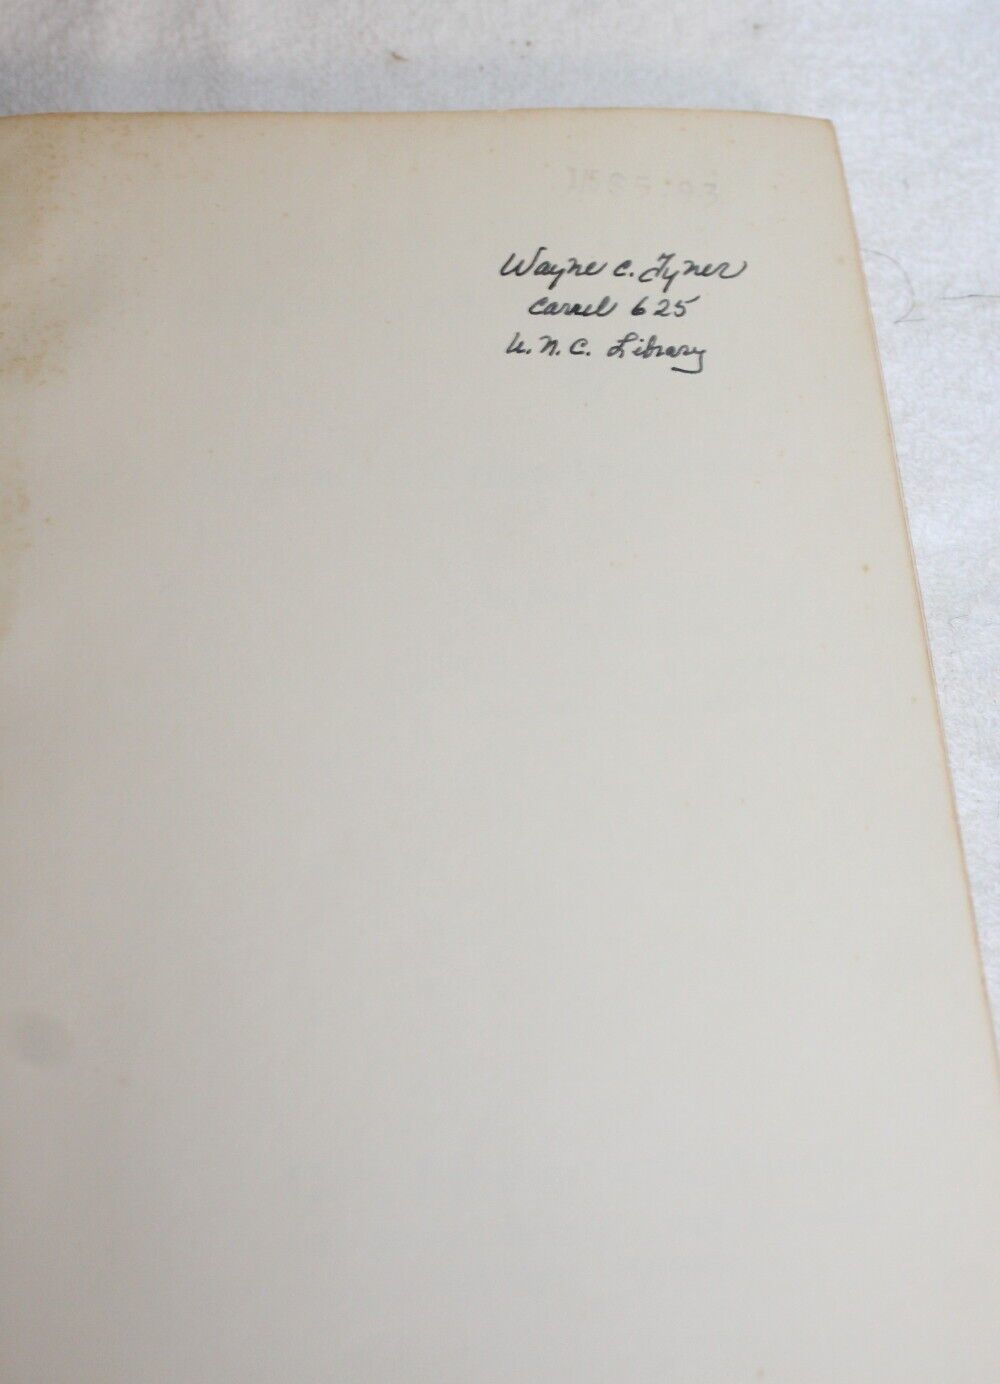 Wayne C. Tyner
Carrel 625
U.N.C. Library